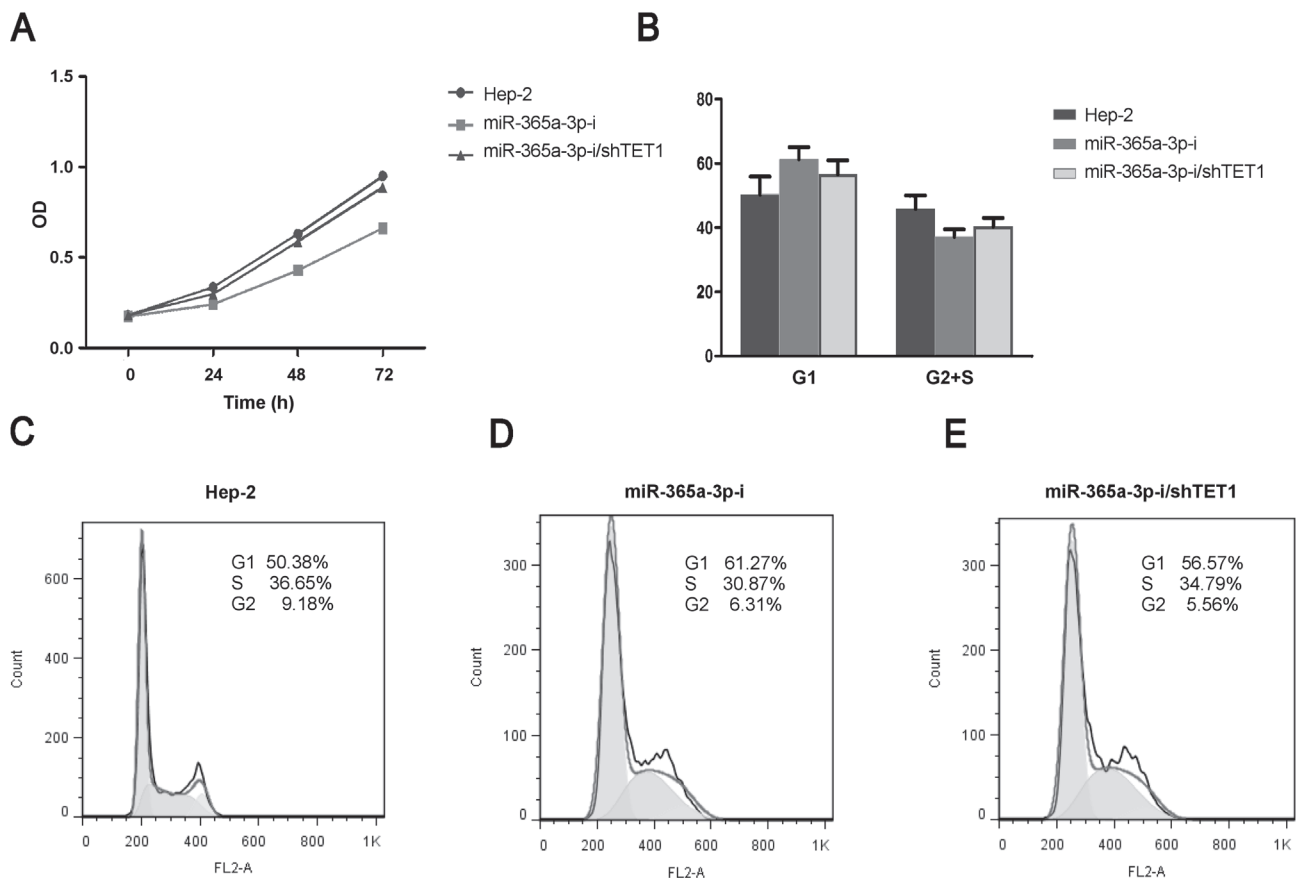 A
1.5
1.0
0.5
0.0
OD
0 24 48 72
Time (h)
Hep-2
miR-365a-3p-i
miR-365a-3p-i/shTET1
B
80
60
40
20
0
G1 G2+S
Hep-2
miR-365a-3p-i
miR-365a-3p-i/shTET1
C
Hep-2
G1 50.38%
S 36.65%
G2 9.18%
600
400
200
0
Count
0 200 400 600 800 1K
FL2-A
D
miR-365a-3p-i
G1 61.27%
S 30.87%
G2 6.31%
300
200
100
0
Count
0 200 400 600 800 1K
FL2-A
E
miR-365a-3p-i/shTET1
G1 56.57%
S 34.79%
G2 5.56%
300
200
100
0
Count
0 200 400 600 800 1K
FL2-A